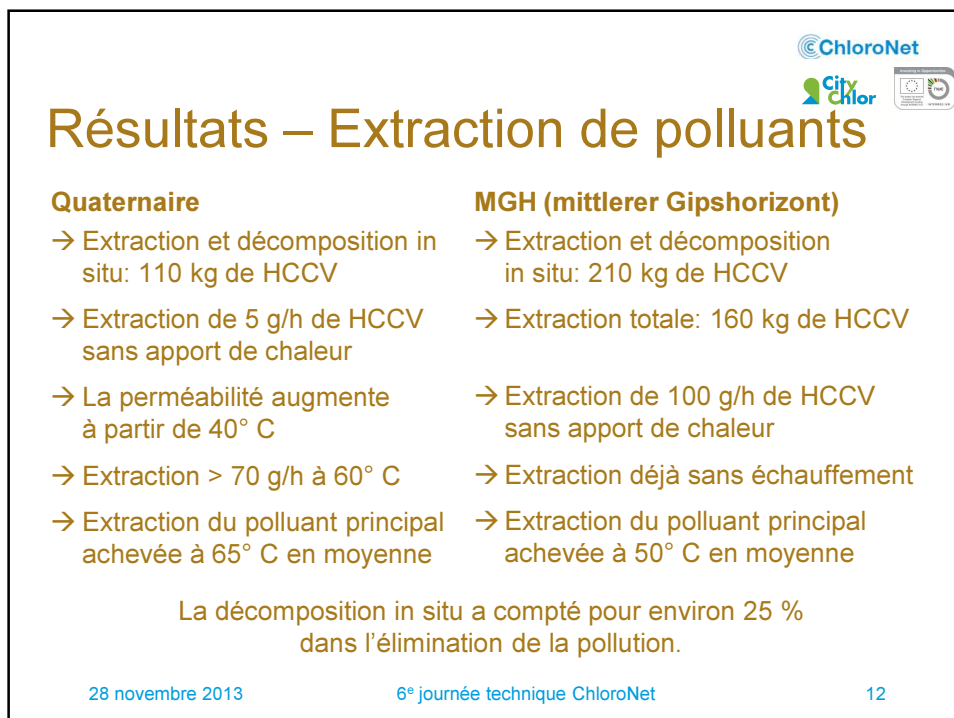 ChloroNet
City Chlor
Résultats – Extraction de polluants
Quaternaire
→ Extraction et décomposition in
situ: 110 kg de HCCV
→ Extraction de 5 g/h de HCCV
sans apport de chaleur
→ La perméabilité augmente
à partir de 40° C
→ Extraction > 70 g/h à 60° C
→ Extraction du polluant principal
achevée à 65° C en moyenne
MGH (mittlerer Gipshorizont)
→ Extraction et décomposition
in situ: 210 kg de HCCV
→ Extraction totale: 160 kg de HCCV
→ Extraction de 100 g/h de HCCV
sans apport de chaleur
→ Extraction déjà sans échauffement
→ Extraction du polluant principal
achevée à 50° C en moyenne
La décomposition in situ a compté pour environ 25 %
dans l’élimination de la pollution.
28 novembre 2013
6e journée technique ChloroNet
12